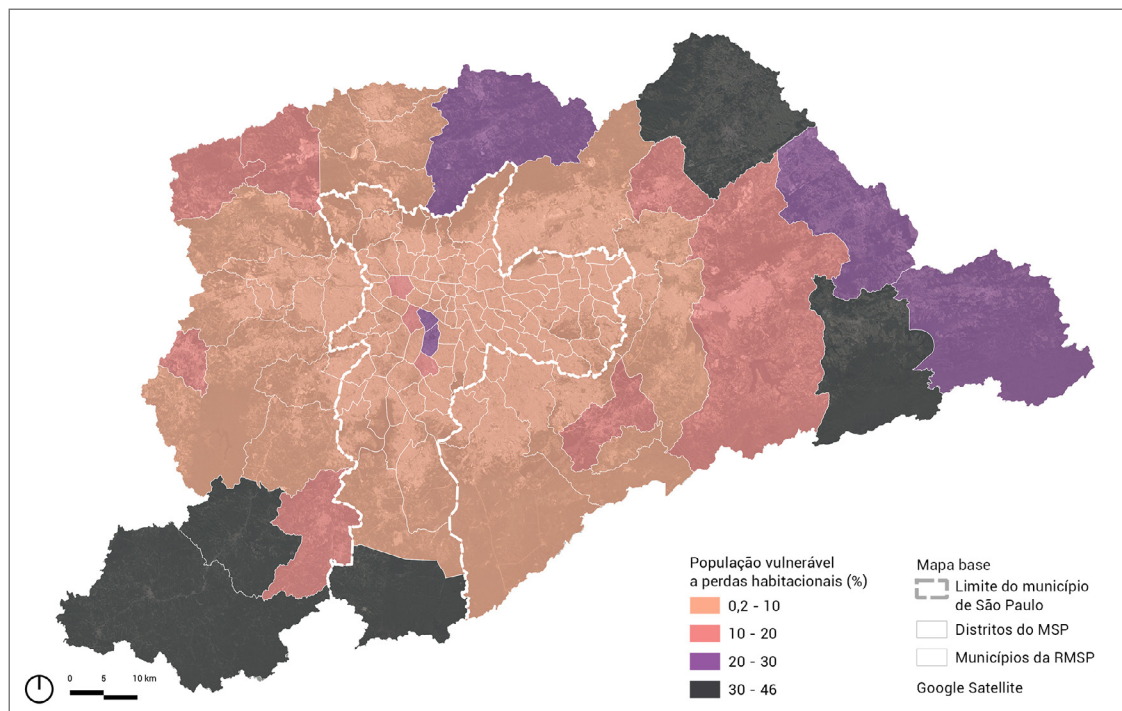 População vulnerável
a perdas habitacionais (%)
0,2 - 10
10 - 20
20 - 30
30 - 46
Mapa base
Limite do município
de São Paulo
Distritos do MSP
Municípios da RMSP
Google Satellite
0 5 10 km